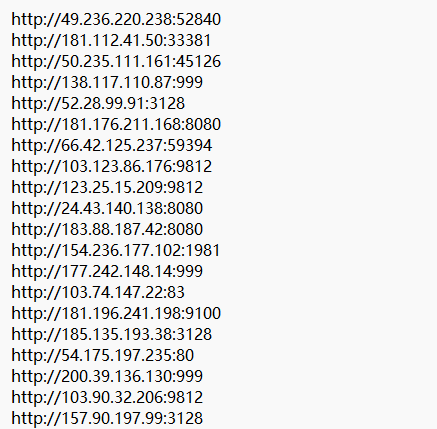 http://49.236.220.238:52840
http://181.112.41.50:33381
http://50.235.111.161:45126
http://138.117.110.87:999
http://52.28.99.91:3128
http://181.176.211.168:8080
http://66.42.125.237:59394
http://103.123.86.176:9812
http://123.25.15.209:9812
http://24.43.140.138:8080
http://183.88.187.42:8080
http://154.236.177.102:1981
http://177.242.148.14:999
http://103.74.147.22:83
http://181.196.241.198:9100
http://185.135.193.38:3128
http://54.175.197.235:80
http://200.39.136.130:999
http://103.90.32.206:9812
http://157.90.197.99:3128